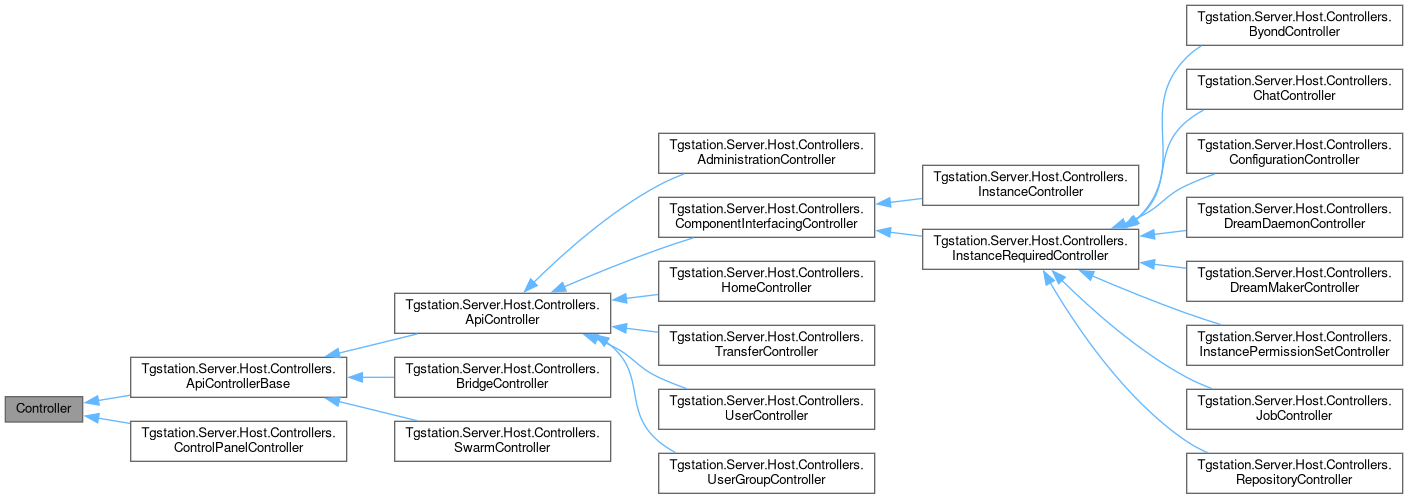 Controller
Tgstation.Server.Host.Controllers.
ApiControllerBase
Tgstation.Server.Host.Controllers.
ControlPanelController
Tgstation.Server.Host.Controllers.
ApiController
Tgstation.Server.Host.Controllers.
BridgeController
Tgstation.Server.Host.Controllers.
SwarmController
Tgstation.Server.Host.Controllers.
AdministrationController
Tgstation.Server.Host.Controllers.
ComponentInterfacingController
Tgstation.Server.Host.Controllers.
HomeController
Tgstation.Server.Host.Controllers.
TransferController
Tgstation.Server.Host.Controllers.
UserController
Tgstation.Server.Host.Controllers.
UserGroupController
Tgstation.Server.Host.Controllers.
InstanceController
Tgstation.Server.Host.Controllers.
InstanceRequiredController
Tgstation.Server.Host.Controllers.
ByondController
Tgstation.Server.Host.Controllers.
ChatController
Tgstation.Server.Host.Controllers.
ConfigurationController
Tgstation.Server.Host.Controllers.
DreamDaemonController
Tgstation.Server.Host.Controllers.
DreamMakerController
Tgstation.Server.Host.Controllers.
InstancePermissionSetController
Tgstation.Server.Host.Controllers.
JobController
Tgstation.Server.Host.Controllers.
RepositoryController